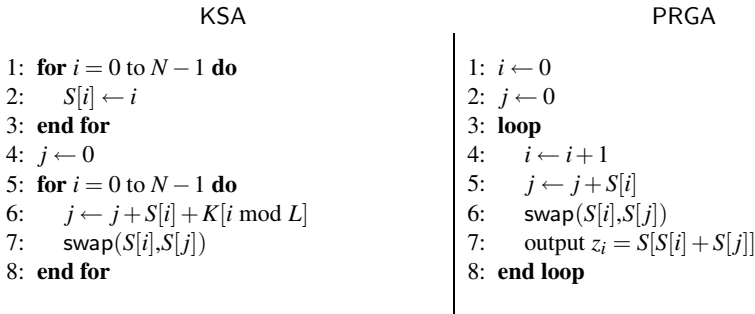 KSA
1: for i = 0 to N − 1 do
2: S[i] ← i
3: end for
4: j ← 0
5: for i = 0 to N − 1 do
6: j ← j + S[i] + K[i mod L]
7: swap(S[i],S[j])
8: end for
PRGA
1: i ← 0
2: j ← 0
3: loop
4: i ← i + 1
5: j ← j + S[i]
6: swap(S[i],S[j])
7: output z_i = S[S[i] + S[j]]
8: end loop